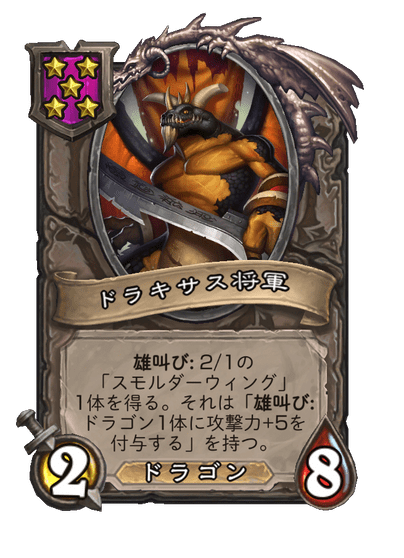 ドラキサス将軍
雄叫び: 2/1の
「スモルダーウィング」
1体を得る。それは「雄叫び:
ドラゴン1体に攻撃力+5を
付与する」を持つ。
2
ドラゴン
8